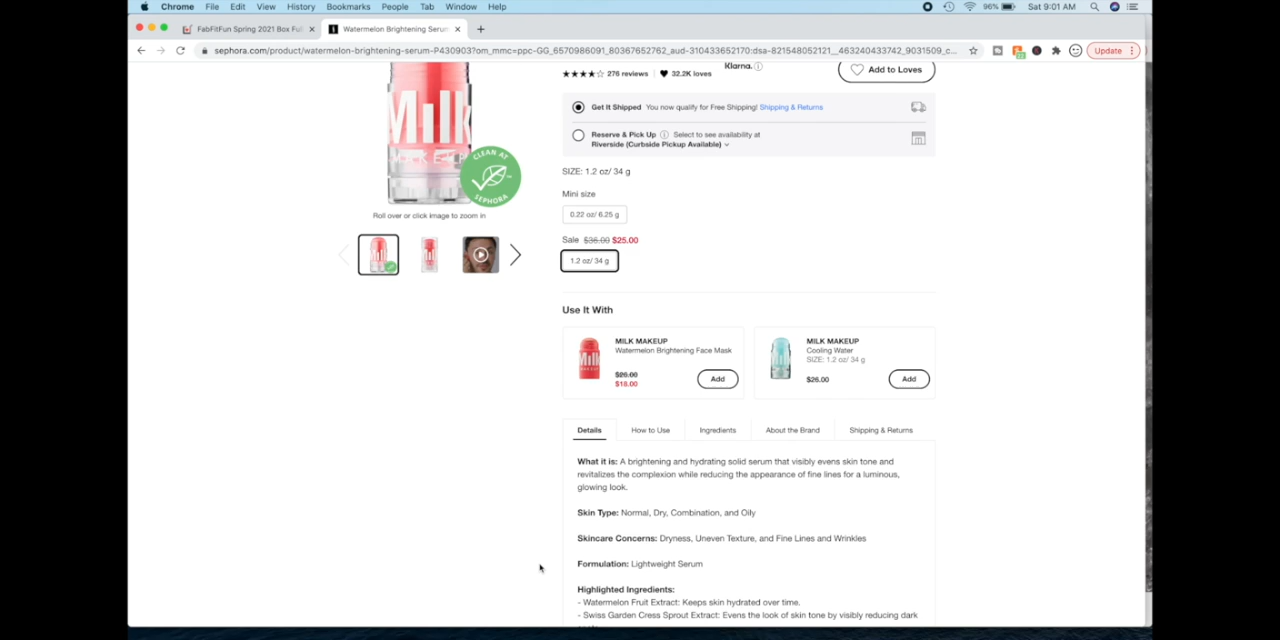 Chrome File Edit View History Bookmarks People Tab Window Help 96% Sat 9:01 AM
FabFitFun Spring 2021 Box Ful
Watermelon Brightening Serum
sephora.com/product/watermelon-brightening-serum-P430903?om_mmc=ppc-GG_6570986091_80367652762_aud-310433652170:dsa-821548052121__463240433742_9031509_c...
Update
Klarna.
276 reviews
32.2K loves
Add to Loves
Get It Shipped You now qualify for Free Shipping! Shipping & Returns
Reserve & Pick Up Select to see availability at
Riverside (Curbside Pickup Available)
Milk
CLEAN AT
SEPHORA
Roll over or click image to zoom in
SIZE: 1.2 oz/ 34 g
Mini size
0.22 oz/ 6.25 g
Sale $36.00 $25.00
1.2 oz/ 34 g
Use It With
MILK MAKEUP
Watermelon Brightening Face Mask
$26.00
$18.00
Add
MILK MAKEUP
Cooling Water
SIZE: 1.2 oz/ 34 g
$26.00
Add
Details How to Use Ingredients About the Brand Shipping & Returns
What it is: A brightening and hydrating solid serum that visibly evens skin tone and
revitalizes the complexion while reducing the appearance of fine lines for a luminous,
glowing look.
Skin Type: Normal, Dry, Combination, and Oily
Skincare Concerns: Dryness, Uneven Texture, and Fine Lines and Wrinkles
Formulation: Lightweight Serum
Highlighted Ingredients:
- Watermelon Fruit Extract: Keeps skin hydrated over time.
- Swiss Garden Cress Sprout Extract: Evens the look of skin tone by visibly reducing dark